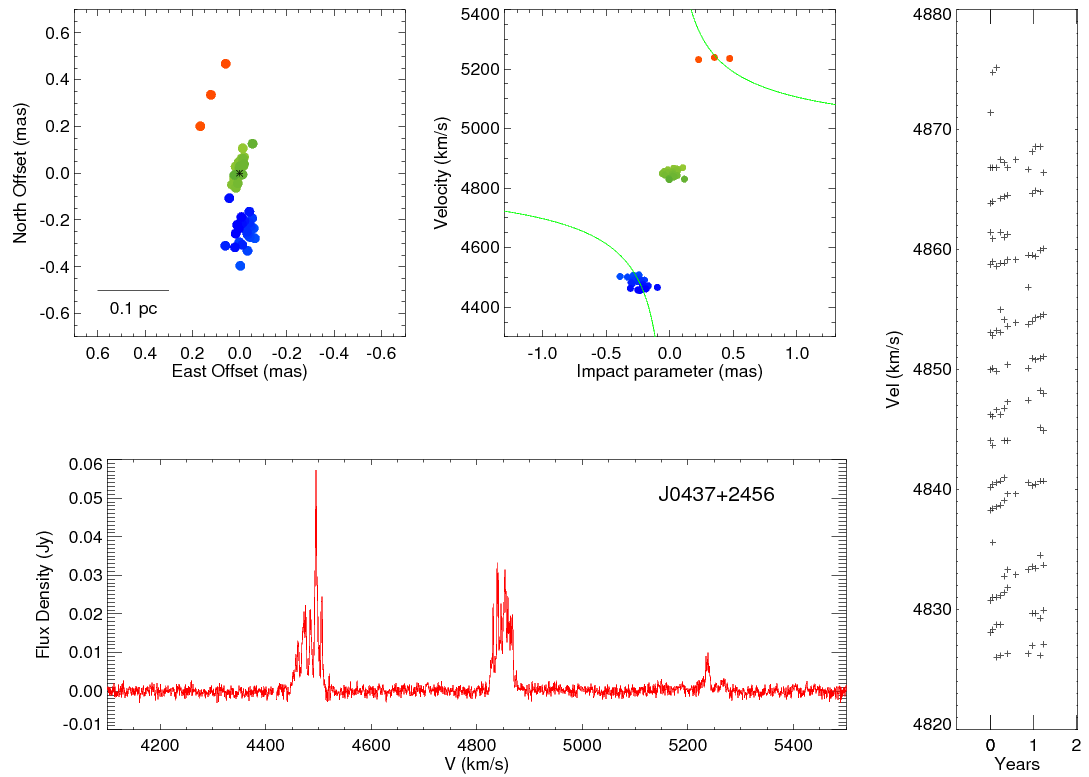 0.6
0.4
0.2
0.0
-0.2
-0.4
-0.6
North Offset (mas)
0.1 pc
0.6 0.4 0.2 0.0 -0.2 -0.4 -0.6
East Offset (mas)
5400
5200
5000
4800
4600
4400
Velocity (km/s)
-1.0 -0.5 0.0 0.5 1.0
Impact parameter (mas)
4880
4870
4860
4850
4840
4830
4820
Vel (km/s)
0 1 2
Years
0.06
0.05
0.04
0.03
0.02
0.01
0.00
-0.01
Flux Density (Jy)
J0437+2456
4200 4400 4600 4800 5000 5200 5400
V (km/s)